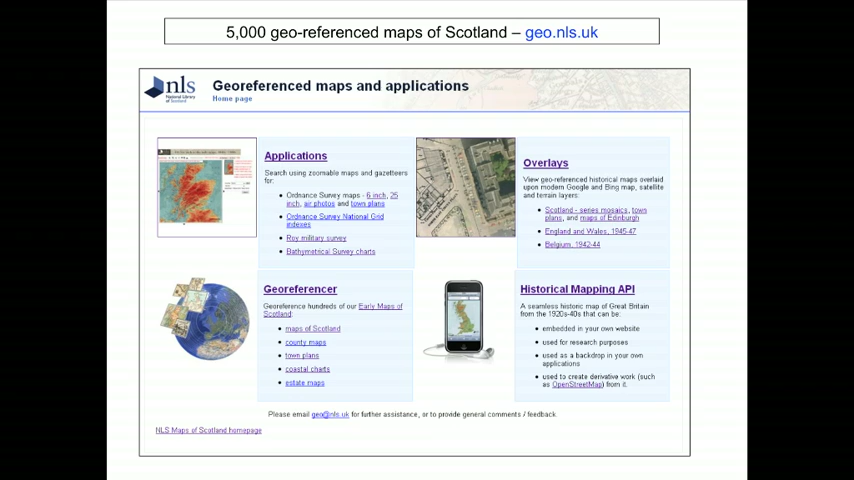 5,000 geo-referenced maps of Scotland – geo.nls.uk
nls
National Library
of Scotland
Georeferenced maps and applications
Home page
Applications
Search using zoomable maps and gazetteers
for:
Ordnance Survey maps - 6 inch, 25
inch, air photos and town plans
Ordnance Survey National Grid
indexes
Roy military survey
Bathymetrical Survey charts
Overlays
View geo-referenced historical maps overlaid
upon modern Google and Bing map, satellite
and terrain layers:
Scotland - series mosaics, town
plans, and maps of Edinburgh
England and Wales, 1945-47
Belgium, 1942-44
Georeferencer
Georeference hundreds of our Early Maps of
Scotland:
maps of Scotland
county maps
town plans
coastal charts
estate maps
Historical Mapping API
A seamless historic map of Great Britain
from the 1920s-40s that can be:
embedded in your own website
used for research purposes
used as a backdrop in your own
applications
used to create derivative work (such
as OpenStreetMap) from it.
Please email geo@nls.uk for further assistance, or to provide general comments / feedback.
NLS Maps of Scotland homepage